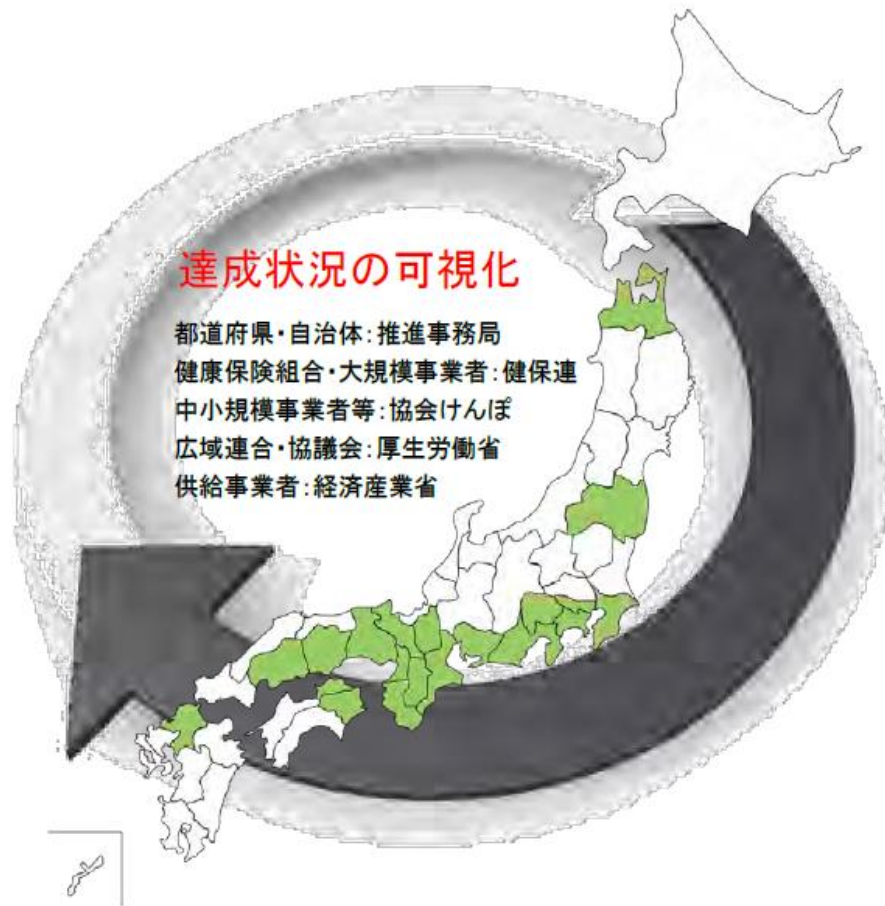 達成状況の可視化
都道府県・自治体：推進事務局
健康保険組合・大規模事業者：健保連
中小規模事業者等：協会けんぽ
広域連合・協議会：厚生労働省
供給事業者：経済産業省